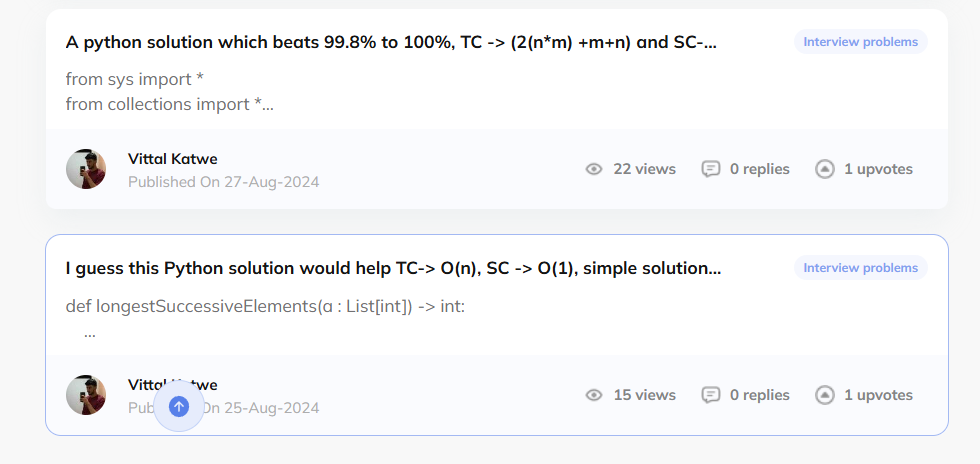 A python solution which beats 99.8% to 100%, TC -> (2(n*m) +m+n) and SC-...
Interview problems
from sys import *
from collections import *...
Vittal Katwe
Published On 27-Aug-2024
22 views
0 replies
1 upvotes
I guess this Python solution would help TC-> O(n), SC -> O(1), simple solution...
Interview problems
def longestSuccessiveElements(a : List[int]) -> int:
...
Vittal Katwe
On 25-Aug-2024
15 views
0 replies
1 upvotes